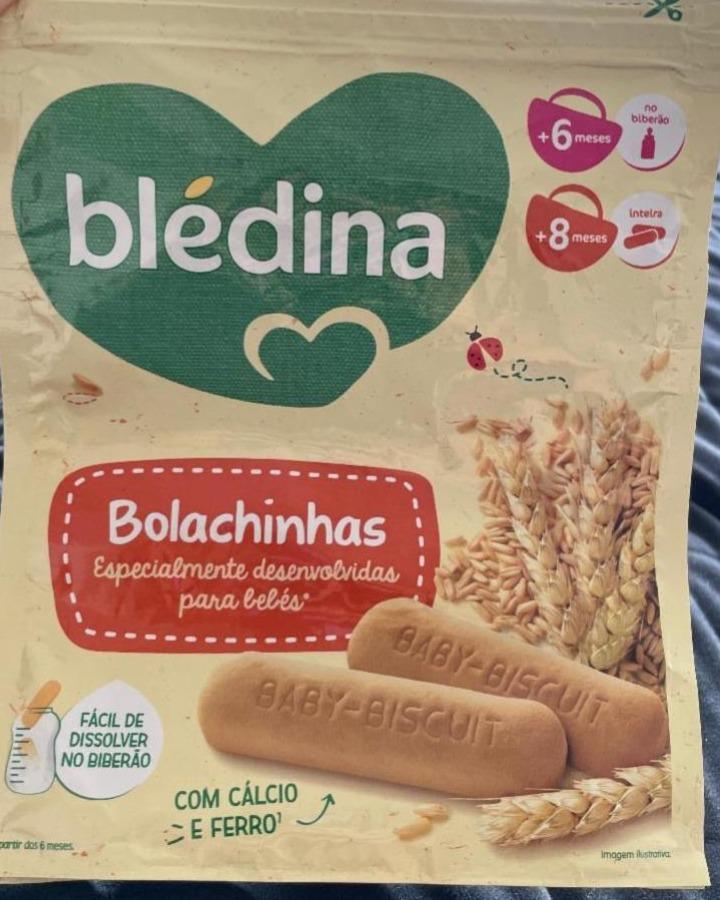 blédina
+6 meses
no
biberão
+8 meses
inteira
Bolachinhas
Especialmente desenvolvidas
para bebés*
BABY-BISCUIT
BABY-BISCUIT
FÁCIL DE
DISSOLVER
NO BIBERÃO
COM CÁLCIO
E FERRO¹
partir dos 6 meses.
Imagem ilustrativa.